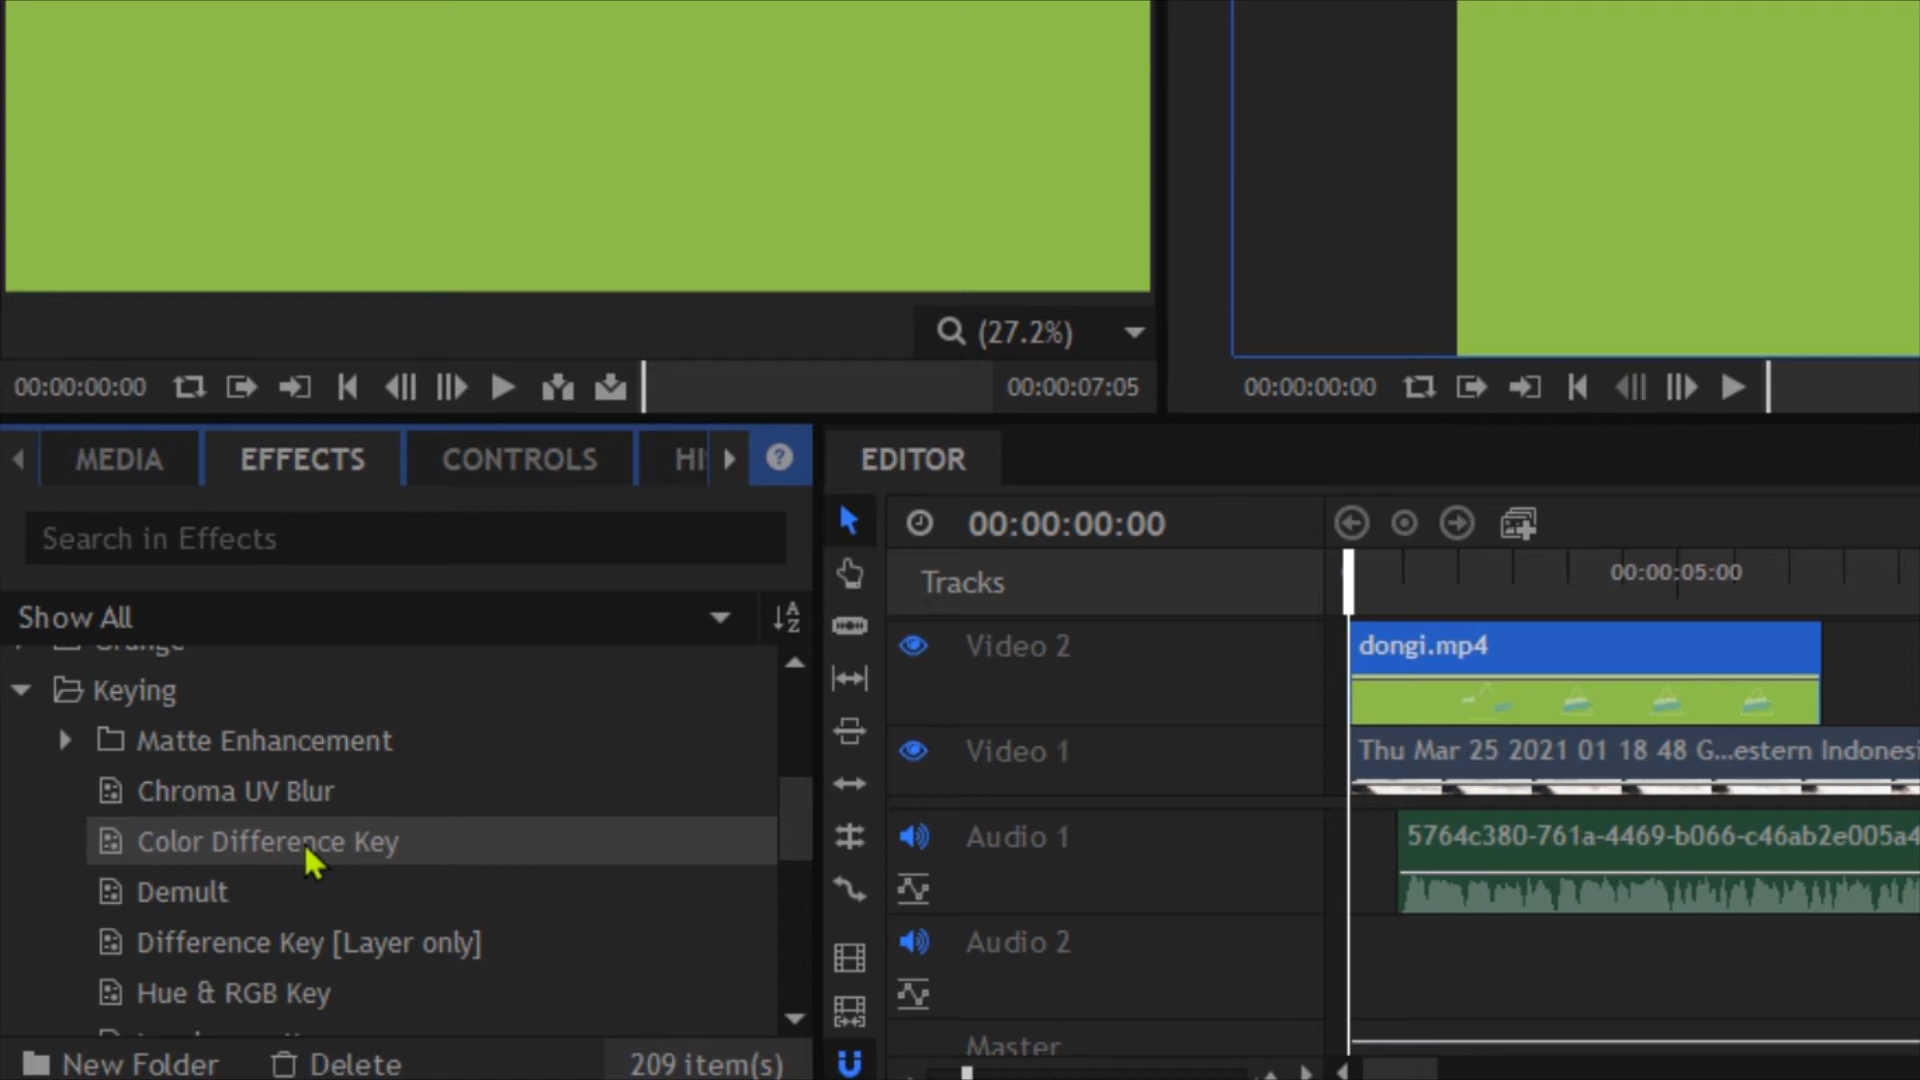 (27.2%)
00:00:00:00
00:00:07:05
00:00:00:00
MEDIA
EFFECTS
CONTROLS
HI
?
Search in Effects
Show All
A
Z
Grunge
Keying
Matte Enhancement
Chroma UV Blur
Color Difference Key
Demult
Difference Key [Layer only]
Hue & RGB Key
New Folder
Delete
209 item(s)
EDITOR
00:00:00:00
Tracks
00:00:05:00
Video 2
dongi.mp4
Video 1
Thu Mar 25 2021 01 18 48 G...estern Indonesi
Audio 1
5764c380-761a-4469-b066-c46ab2e005a4
Audio 2
Master